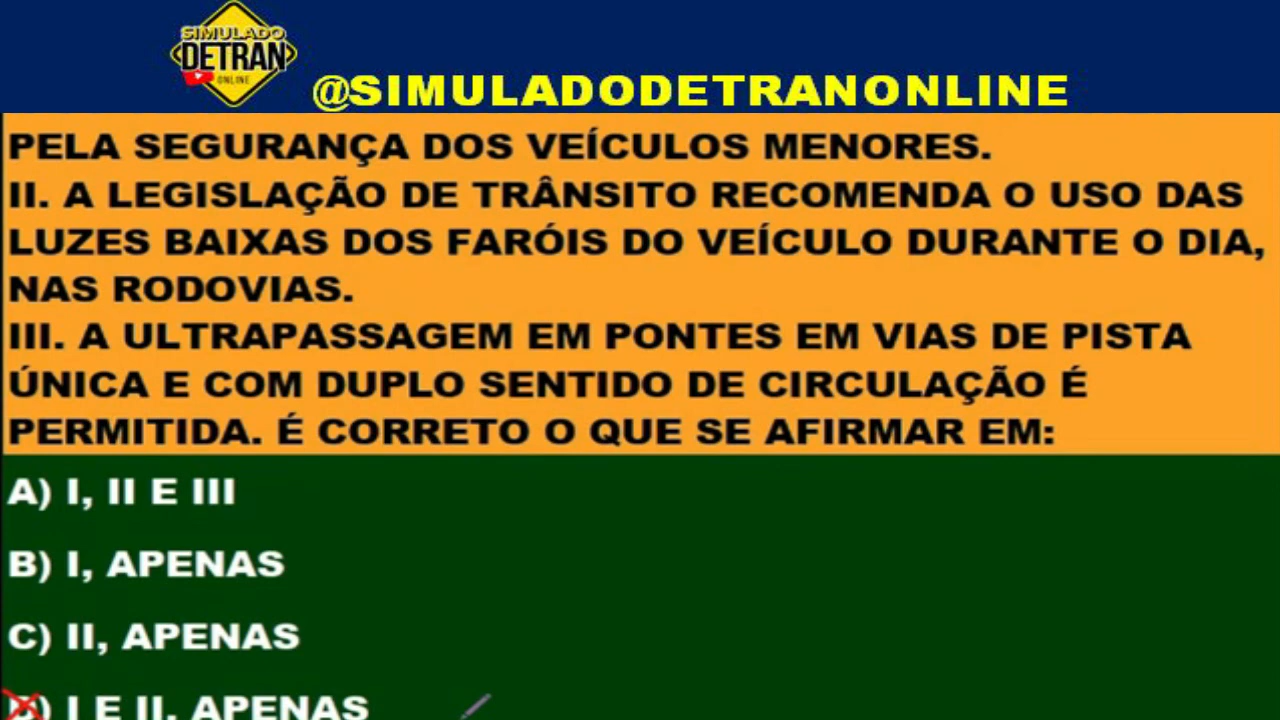 SIMULADO
DETRAN
ONLINE
@SIMULADODETRANONLINE
PELA SEGURANÇA DOS VEÍCULOS MENORES.
II. A LEGISLAÇÃO DE TRÂNSITO RECOMENDA O USO DAS
LUZES BAIXAS DOS FARÓIS DO VEÍCULO DURANTE O DIA,
NAS RODOVIAS.
III. A ULTRAPASSAGEM EM PONTES EM VIAS DE PISTA
ÚNICA E COM DUPLO SENTIDO DE CIRCULAÇÃO É
PERMITIDA. É CORRETO O QUE SE AFIRMAR EM:
A) I, II E III
B) I, APENAS
C) II, APENAS
D) I E II, APENAS